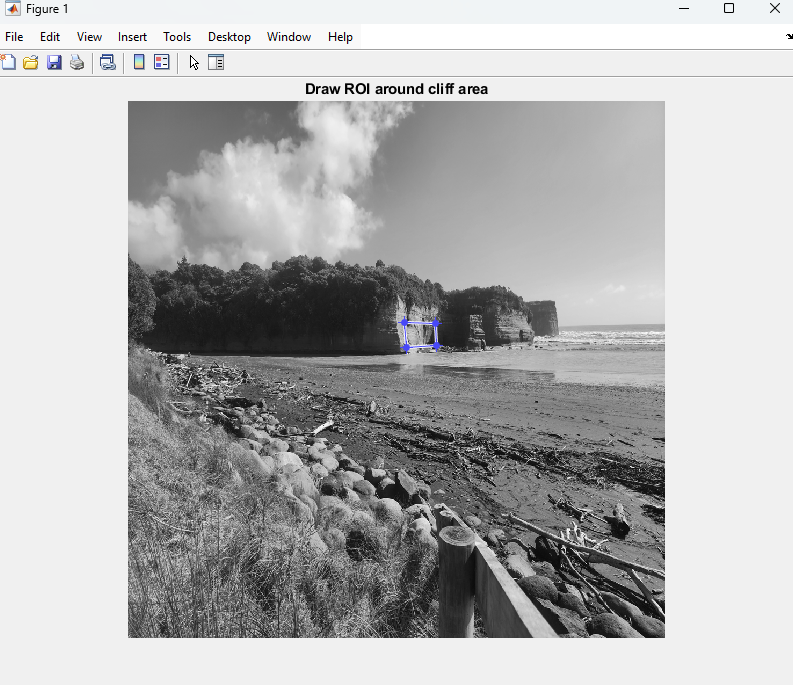 Figure 1
File Edit View Insert Tools Desktop Window Help
Draw ROI around cliff area